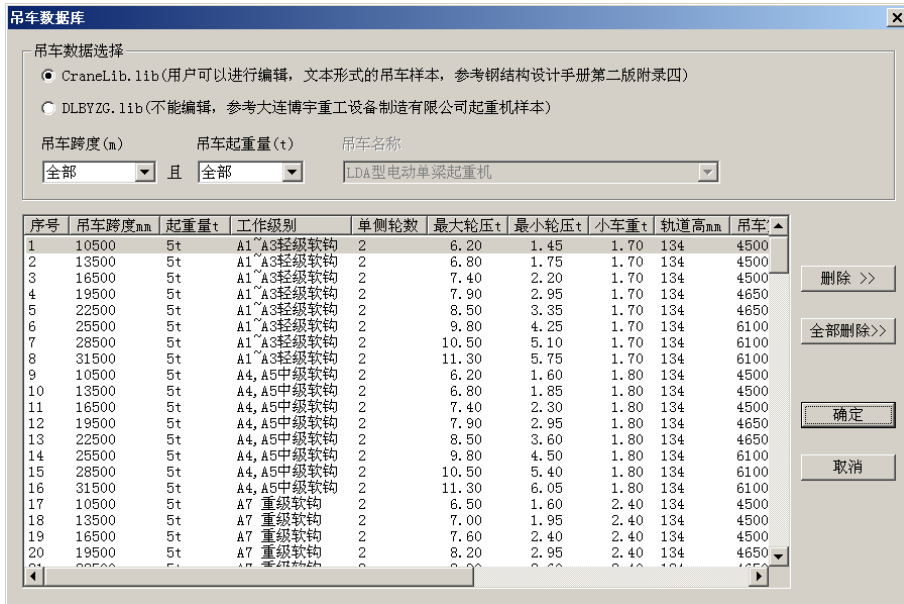 吊车数据库
吊车数据选择
CraneLib.lib(用户可以进行编辑, 文本形式的吊车样本, 参考钢结构设计手册第二版附录四)
DLBYZG.lib(不能编辑, 参考大连博宇重工设备制造有限公司起重机样本)
吊车跨度(m) 吊车起重量(t) 吊车名称
全部 且 全部 LDA型电动单梁起重机
序号 吊车跨度mm 起重量t 工作级别 单侧轮数 最大轮压t 最小轮压t 小车重t 轨道高mm 吊车
1 10500 5t A1~A3轻级软钩 2 6.20 1.45 1.70 134 4500
2 13500 5t A1~A3轻级软钩 2 6.80 1.75 1.70 134 4500
3 16500 5t A1~A3轻级软钩 2 7.40 2.20 1.70 134 4500
4 19500 5t A1~A3轻级软钩 2 7.90 2.95 1.70 134 4650
5 22500 5t A1~A3轻级软钩 2 8.50 3.35 1.70 134 4650
6 25500 5t A1~A3轻级软钩 2 9.80 4.25 1.70 134 6100
7 28500 5t A1~A3轻级软钩 2 10.50 5.10 1.70 134 6100
8 31500 5t A1~A3轻级软钩 2 11.30 5.75 1.70 134 6100
9 10500 5t A4,A5中级软钩 2 6.20 1.60 1.80 134 4500
10 13500 5t A4,A5中级软钩 2 6.80 1.85 1.80 134 4500
11 16500 5t A4,A5中级软钩 2 7.40 2.30 1.80 134 4500
12 19500 5t A4,A5中级软钩 2 7.90 2.95 1.80 134 4650
13 22500 5t A4,A5中级软钩 2 8.50 3.60 1.80 134 4650
14 25500 5t A4,A5中级软钩 2 9.80 4.50 1.80 134 6100
15 28500 5t A4,A5中级软钩 2 10.50 5.40 1.80 134 6100
16 31500 5t A4,A5中级软钩 2 11.30 6.05 1.80 134 6100
17 10500 5t A7 重级软钩 2 6.50 1.60 2.40 134 4500
18 13500 5t A7 重级软钩 2 7.00 1.95 2.40 134 4500
19 16500 5t A7 重级软钩 2 7.60 2.40 2.40 134 4500
20 19500 5t A7 重级软钩 2 8.20 2.95 2.40 134 4650
删除 >>
全部删除>>
确定
取消